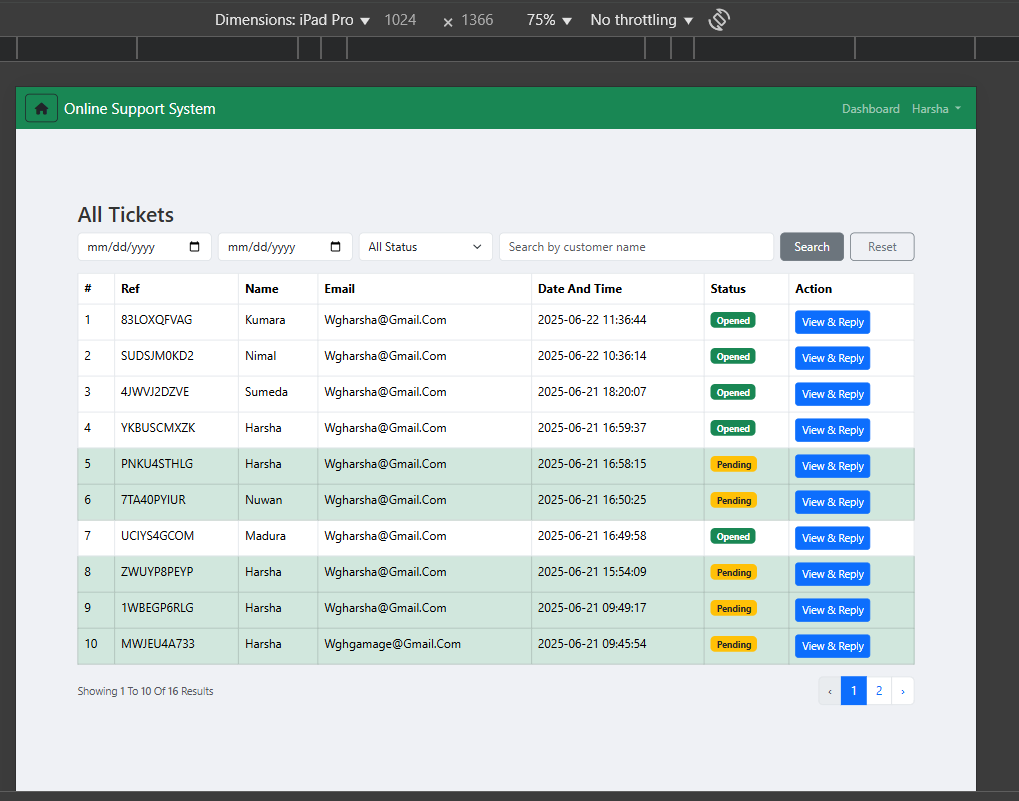 Dimensions: iPad Pro ▼ 1024 × 1366 75% ▼ No throttling ▼
Online Support System Dashboard Harsha
All Tickets
mm/dd/yyyy mm/dd/yyyy All Status Search by customer name Search Reset
# Ref Name Email Date And Time Status Action
1 83LOXQFVAG Kumara Wgharsha@Gmail.Com 2025-06-22 11:36:44 Opened View & Reply
2 SUDSJM0KD2 Nimal Wgharsha@Gmail.Com 2025-06-22 10:36:14 Opened View & Reply
3 4JWVJ2DZVE Sumeda Wgharsha@Gmail.Com 2025-06-21 18:20:07 Opened View & Reply
4 YKBUSCMXZK Harsha Wgharsha@Gmail.Com 2025-06-21 16:59:37 Opened View & Reply
5 PNKU4STHLG Harsha Wgharsha@Gmail.Com 2025-06-21 16:58:15 Pending View & Reply
6 7TA40PYIUR Nuwan Wgharsha@Gmail.Com 2025-06-21 16:50:25 Pending View & Reply
7 UCIYS4GCOM Madura Wgharsha@Gmail.Com 2025-06-21 16:49:58 Opened View & Reply
8 ZWUYP8PEYP Harsha Wgharsha@Gmail.Com 2025-06-21 15:54:09 Pending View & Reply
9 1WBEGP6RLG Harsha Wgharsha@Gmail.Com 2025-06-21 09:49:17 Pending View & Reply
10 MWJEU4A733 Harsha Wghgamage@Gmail.Com 2025-06-21 09:45:54 Pending View & Reply
Showing 1 To 10 Of 16 Results ‹ 1 2 ›